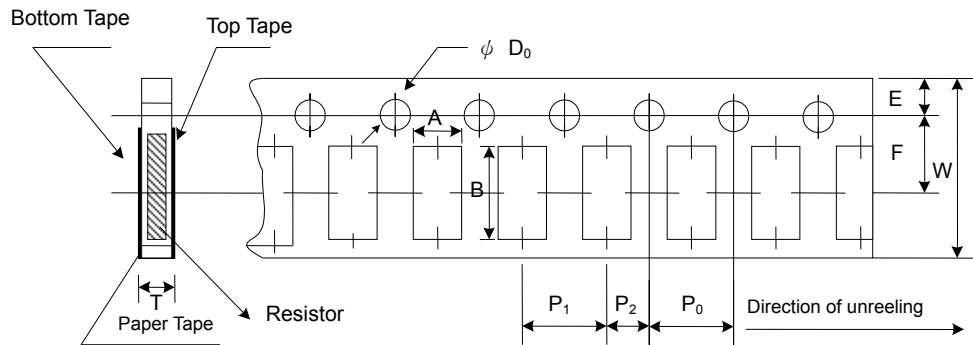 Bottom Tape
Top Tape
ϕ D₀
E
A
F
W
B
P₁
P₂
P₀
T
Direction of unreeling
Resistor
Paper Tape